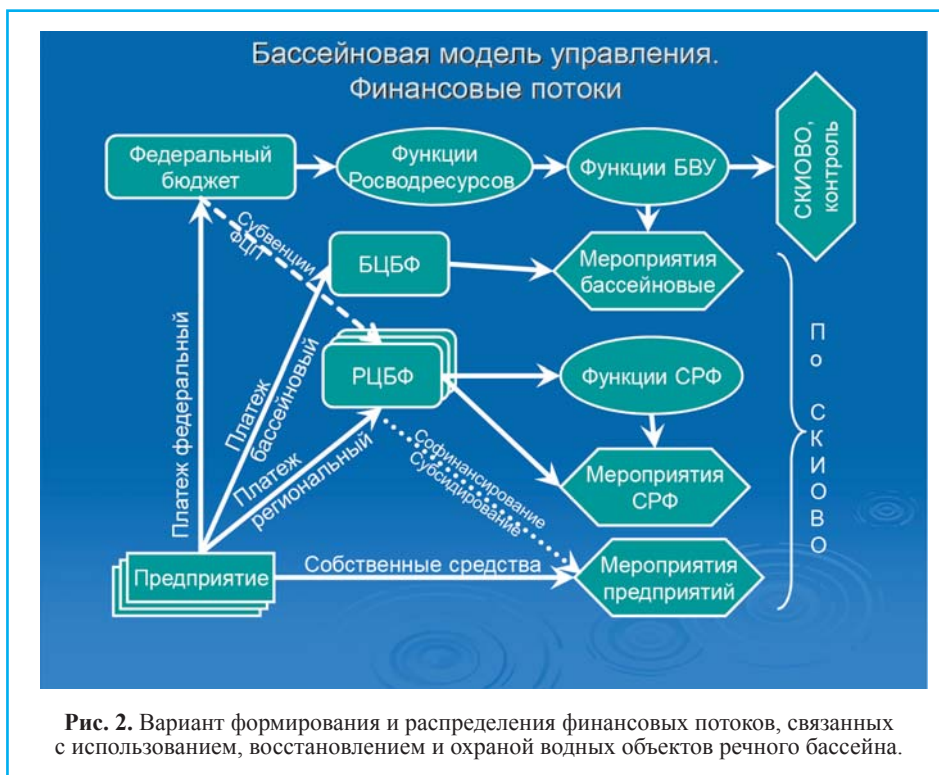 Бассейновая модель управления.
Финансовые потоки
Федеральный
бюджет
Функции
Росводресурсов
Функции БВУ
СКИОВО,
контроль
Субвенции
ФЦП
БЦБФ
Мероприятия
бассейновые
Платеж федеральный
Платеж
бассейновый
РЦБФ
Функции СРФ
Платеж
региональный
Софинансирование
Субсидирование
Мероприятия
СРФ
По СКИОВО
Предприятие
Собственные средства
Мероприятия
предприятий
Рис. 2. Вариант формирования и распределения финансовых потоков, связанных
с использованием, восстановлением и охраной водных объектов речного бассейна.